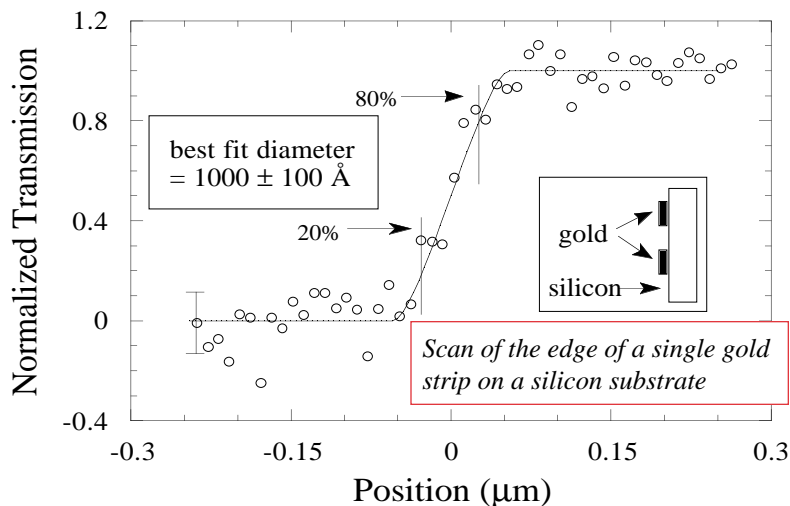 1.2
0.8
0.4
0
-0.4
Normalized Transmission
80%
best fit diameter
= 1000 ± 100 Å
20%
gold
silicon
Scan of the edge of a single gold
strip on a silicon substrate
-0.3
-0.15
0
0.15
0.3
Position (μm)